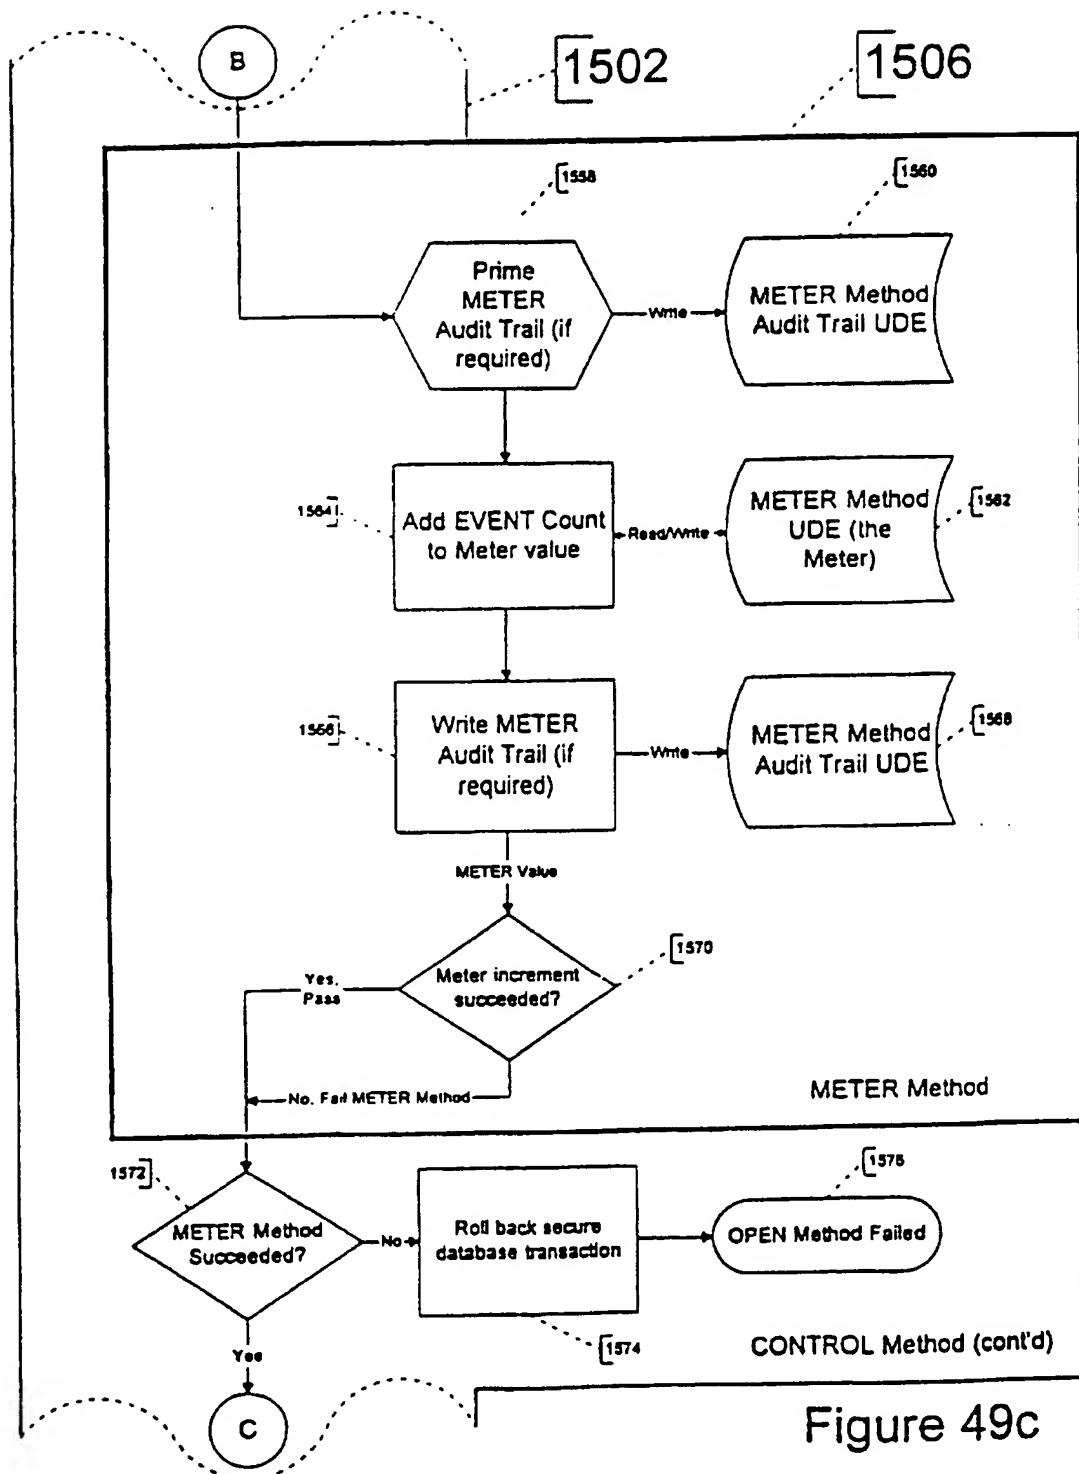 B
1502
1506
1558
1560
Prime
METER
Audit Trail (if
required)
Write
METER Method
Audit Trail UDE
1564
Add EVENT Count
to Meter value
Read/Write
METER Method
UDE (the
Meter)
1562
1566
Write METER
Audit Trail (if
required)
Write
METER Method
Audit Trail UDE
1568
METER Value
Meter increment
succeeded?
1570
Yes,
Pass
No. Fail METER Method
METER Method
1572
METER Method
Succeeded?
No
Roll back secure
database transaction
1576
OPEN Method Failed
1574
Yes
CONTROL Method (cont'd)
C
Figure 49c